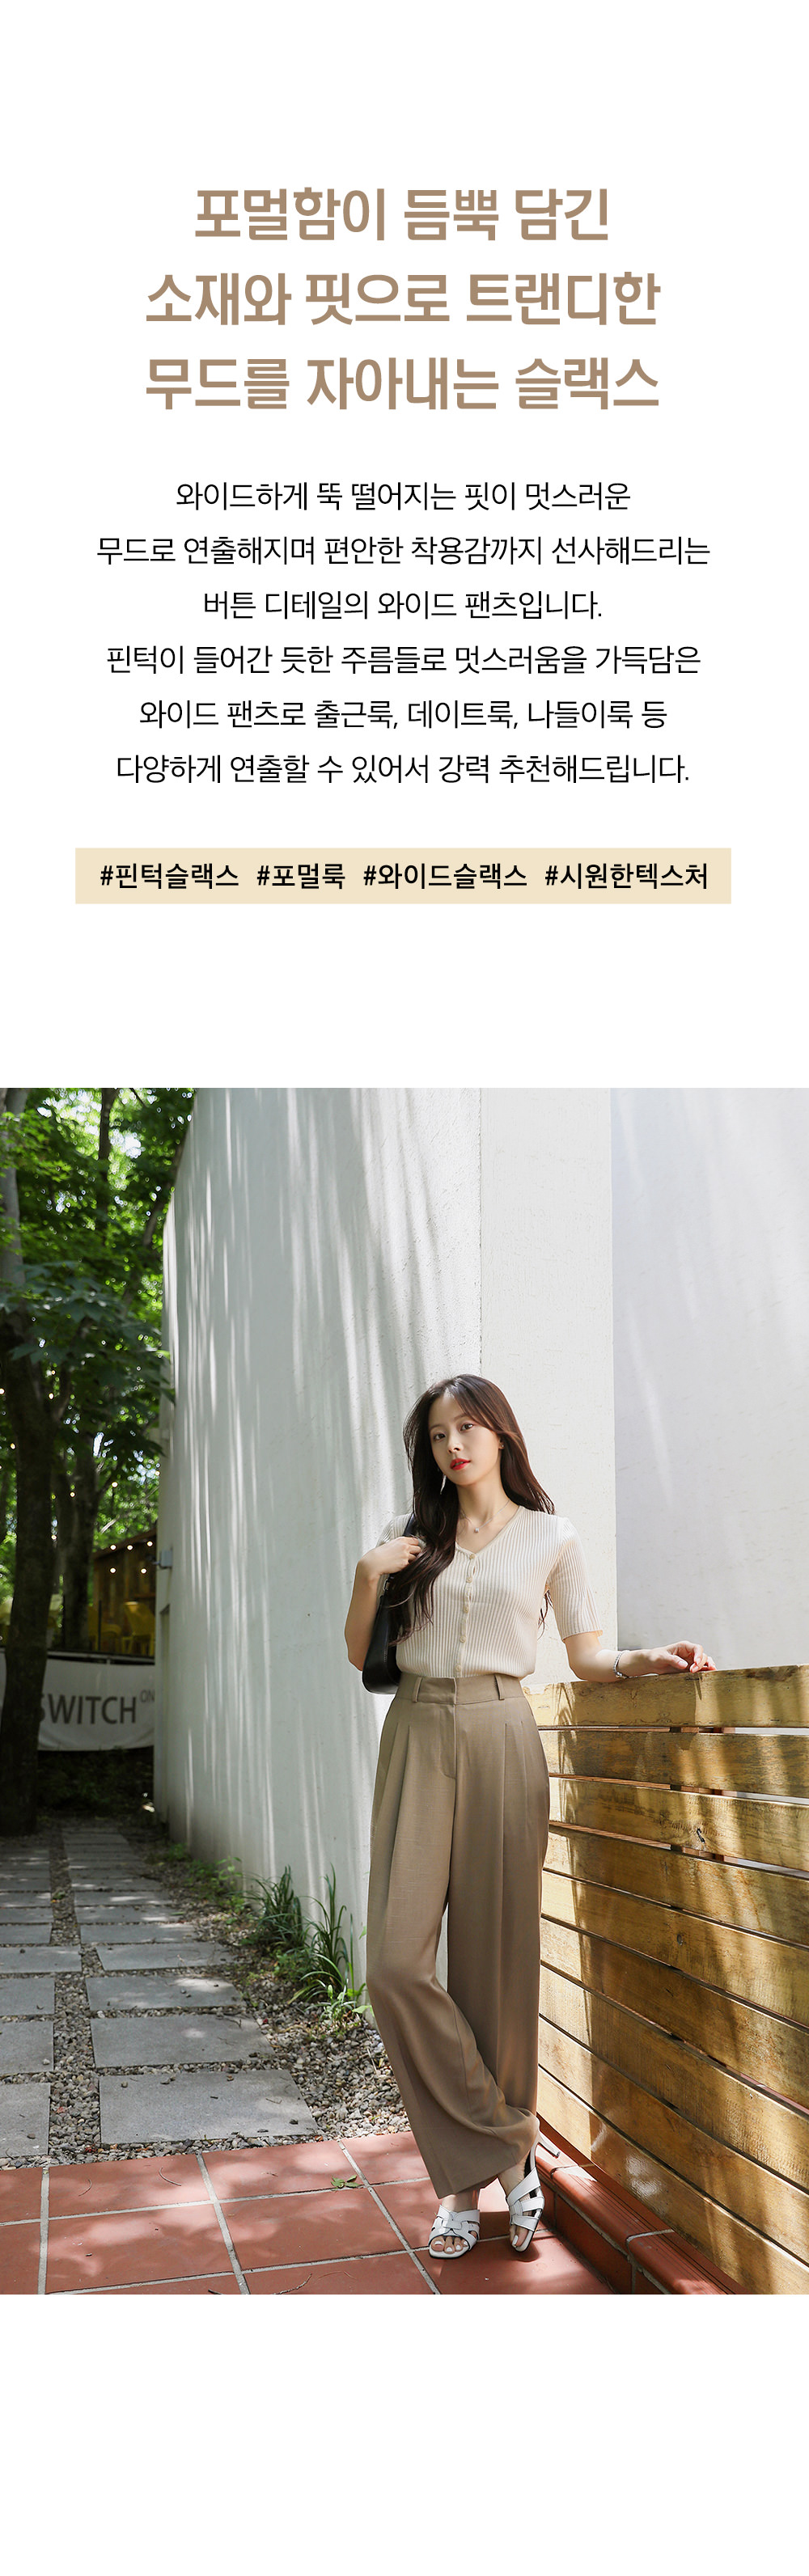 포멀함이 듬뿍 담긴
소재와 핏으로 트랜디한
무드를 자아내는 슬랙스
와이드하게 뚝 떨어지는 핏이 멋스러운
무드로 연출해지며 편안한 착용감까지 선사해드리는
버튼 디테일의 와이드 팬츠입니다.
핀턱이 들어간 듯한 주름들로 멋스러움을 가득담은
와이드 팬츠로 출근룩, 데이트룩, 나들이룩 등
다양하게 연출할 수 있어서 강력 추천해드립니다.
#핀턱슬랙스 #포멀룩 #와이드슬랙스 #시원한텍스처
SWITCH ON